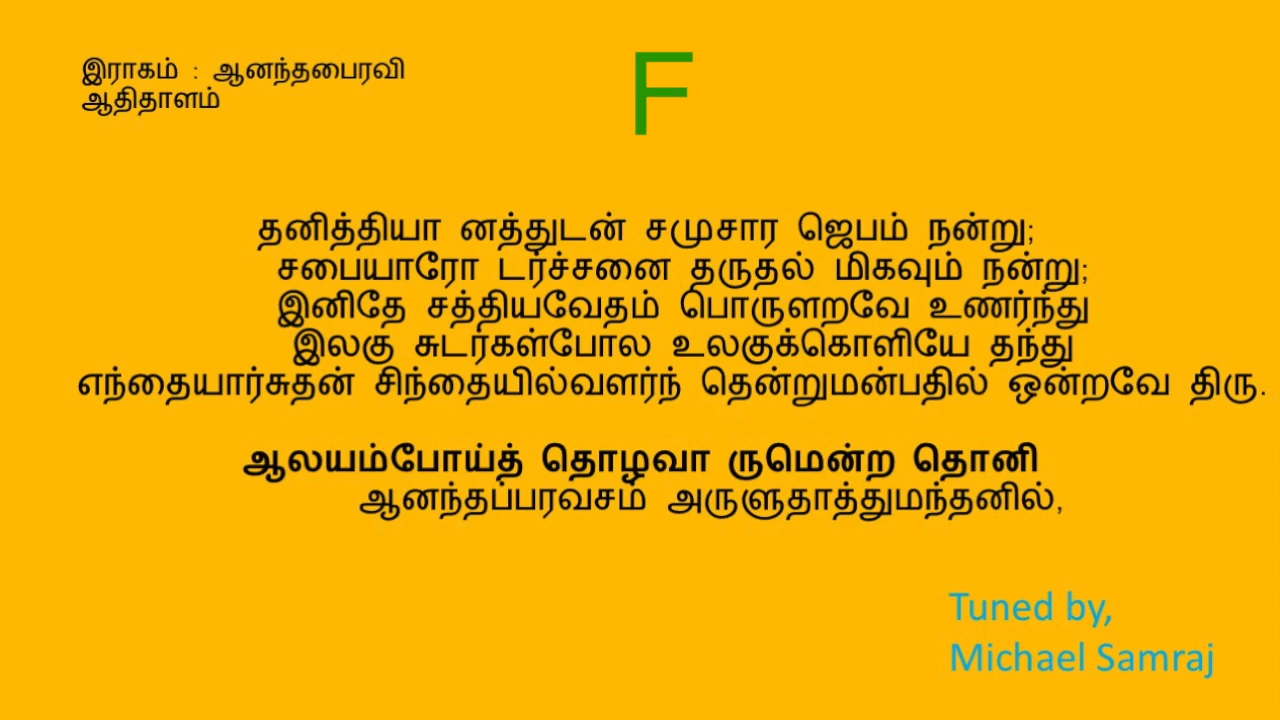 இராகம் : ஆனந்தபைரவி
ஆதிதாளம்
F
தனித்தியா னத்துடன் சமுசார ஜெபம் நன்று;
சபையாரோ டர்ச்சனை தருதல் மிகவும் நன்று;
இனிதே சத்தியவேதம் பொருளறவே உணர்ந்து
இலகு சுடர்கள்போல உலகுக்கொளியே தந்து
எந்தையார்சுதன் சிந்தையில்வளர்ந் தென்றுமன்பதில் ஒன்றவே திரு.
ஆலயம்போய்த் தொழவா ருமென்ற தொனி
ஆனந்தப்பரவசம் அருளுதாத்துமந்தனில்,
Tuned by,
Michael Samraj